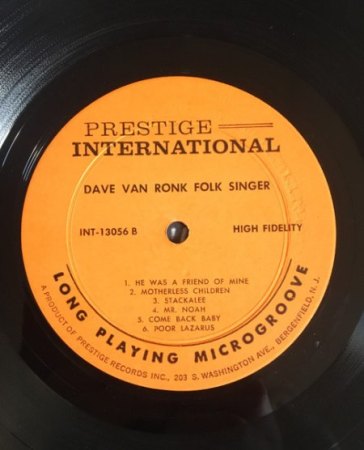 PRESTIGE
INTERNATIONAL
DAVE VAN RONK FOLK SINGER
INT-13056 B HIGH FIDELITY
1. HE WAS A FRIEND OF MINE
2. MOTHERLESS CHILDREN
3. STACKALEE
4. MR. NOAH
5. COME BACK BABY
6. POOR LAZARUS
LONG PLAYING MICROGROOVE
A PRODUCT OF PRESTIGE RECORDS INC., 203 S. WASHINGTON AVE., BERGENFIELD, N. J.